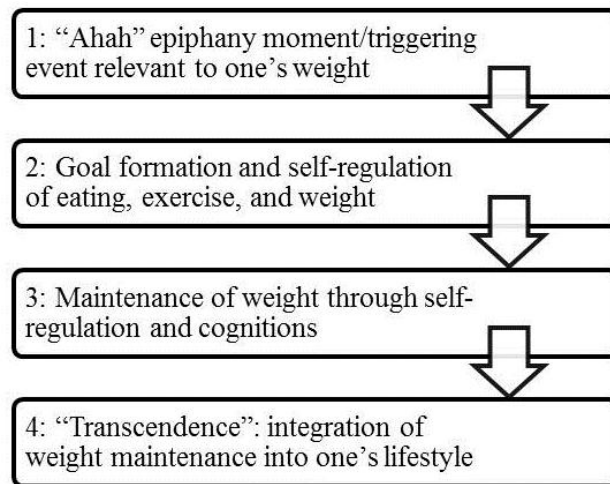 1: “Ahah” epiphany moment/triggering
event relevant to one’s weight
2: Goal formation and self-regulation
of eating, exercise, and weight
3: Maintenance of weight through self-
regulation and cognitions
4: “Transcendence”: integration of
weight maintenance into one’s lifestyle